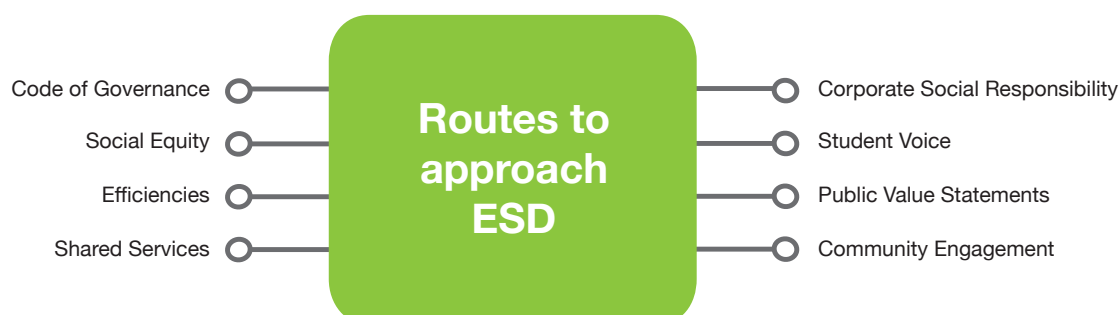 Code of Governance
Social Equity
Efficiencies
Shared Services
Routes to
approach
ESD
Corporate Social Responsibility
Student Voice
Public Value Statements
Community Engagement